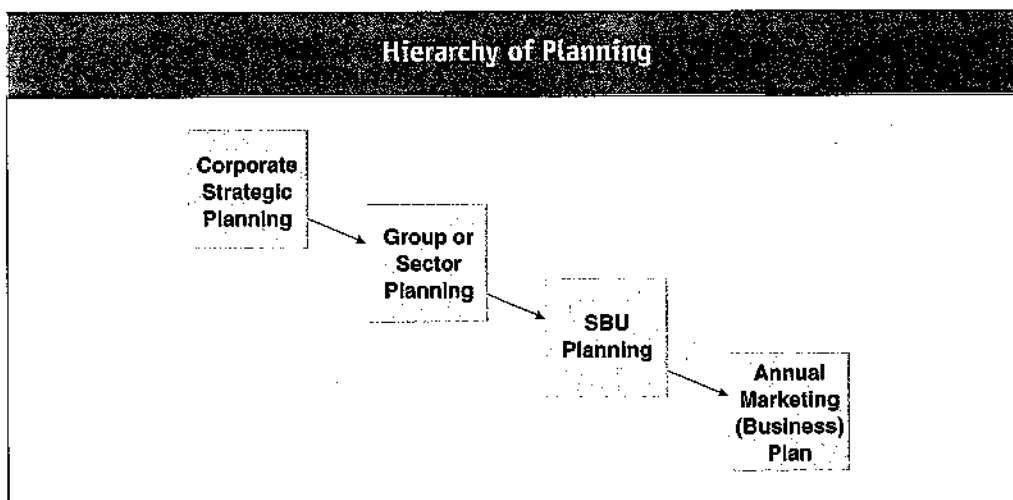 Hierarchy of Planning
Corporate
Strategic
Planning
Group or
Sector
Planning
SBU
Planning
Annual
Marketing
(Business)
Plan